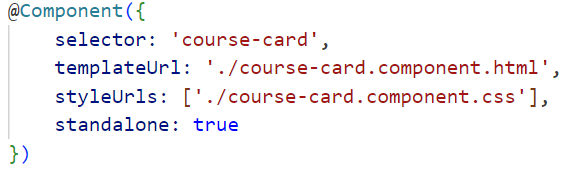 @Component({
    selector: 'course-card',
    templateUrl: './course-card.component.html',
    styleUrls: ['./course-card.component.css'],
    standalone: true
})